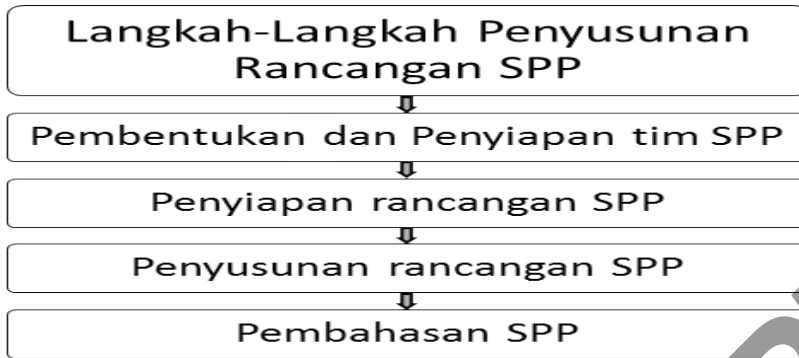 Langkah-Langkah Penyusunan
Rancangan SPP
Pembentukan dan Penyiapan tim SPP
Penyiapan rancangan SPP
Penyusunan rancangan SPP
Pembahasan SPP